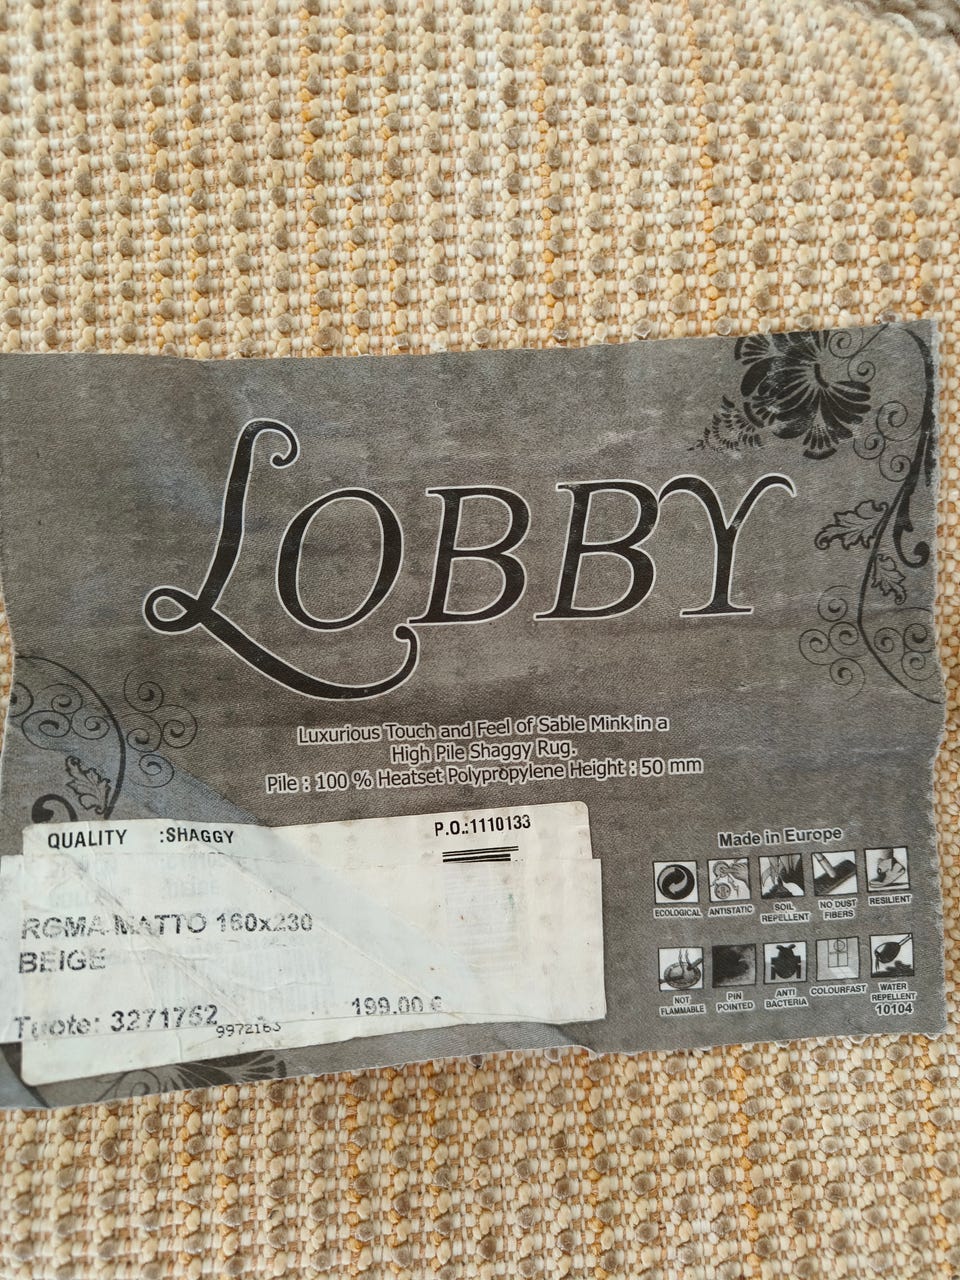 LOBBY
Luxurious Touch and Feel of Sable Mink in a
High Pile Shaggy Rug.
Pile : 100 % Heatset Polypropylene Height : 50 mm
QUALITY :SHAGGY
P.O.:1110133
MATTO 160x230
BEIGE
Tuote: 3271762
9972163
199.00 €
Made in Europe
ECOLOGICAL
ANTISTATIC
SOIL
REPELLENT
NO DUST
FIBERS
RESILIENT
NOT
FLAMMABLE
PIN
POINTED
ANTI
BACTERIA
COLOURFAST
WATER
REPELLENT
10104